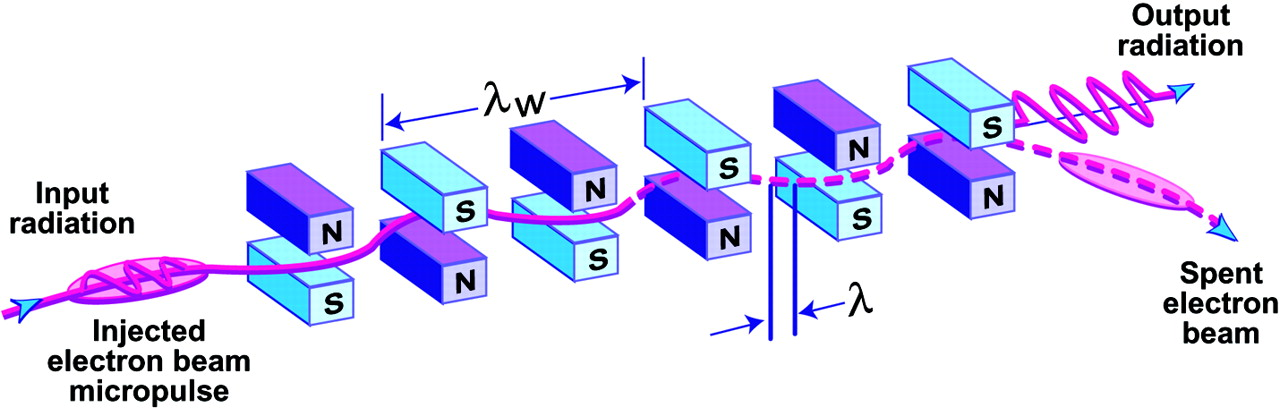 Input
radiation
Injected
electron beam
micropulse
N
S
S
N
λw
N
S
S
N
N
S
λ
S
N
Output
radiation
Spent
electron
beam